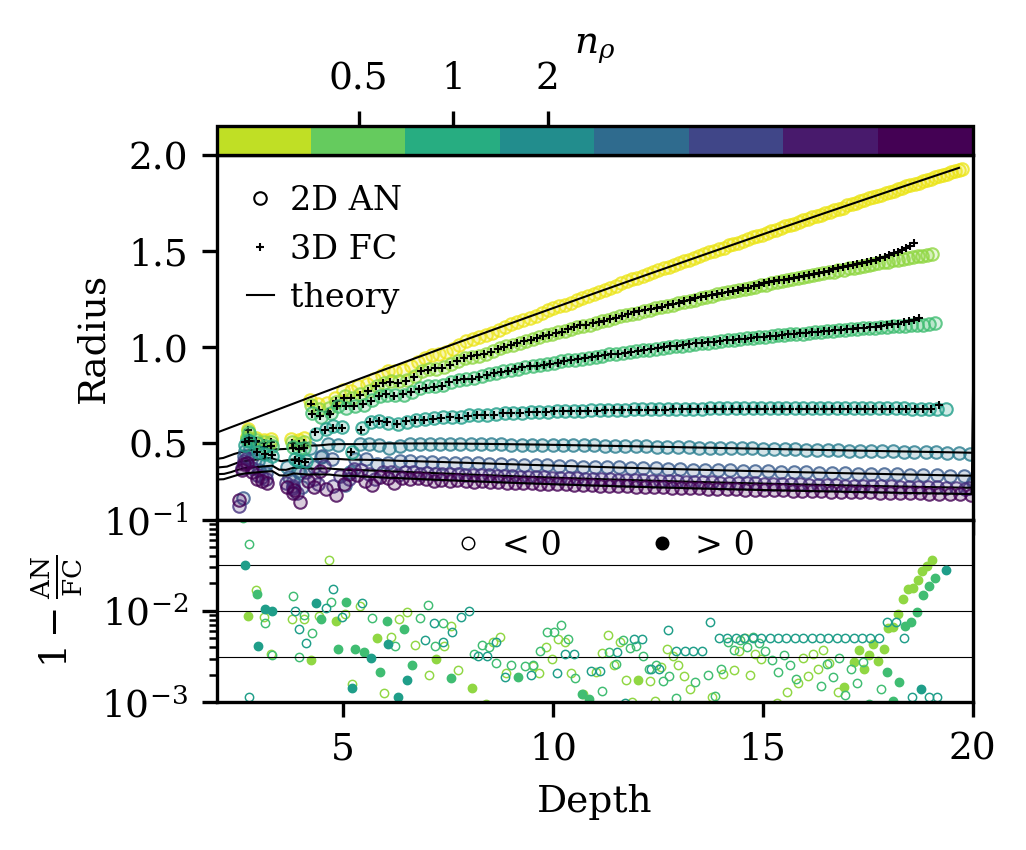 n_ρ
0.5 1 2
2.0
2D AN
3D FC
theory
1.5
1.0
0.5
10^{-1}
Radius
< 0 > 0
10^{-2}
10^{-3}
1 − AN/FC
5 10 15 20
Depth